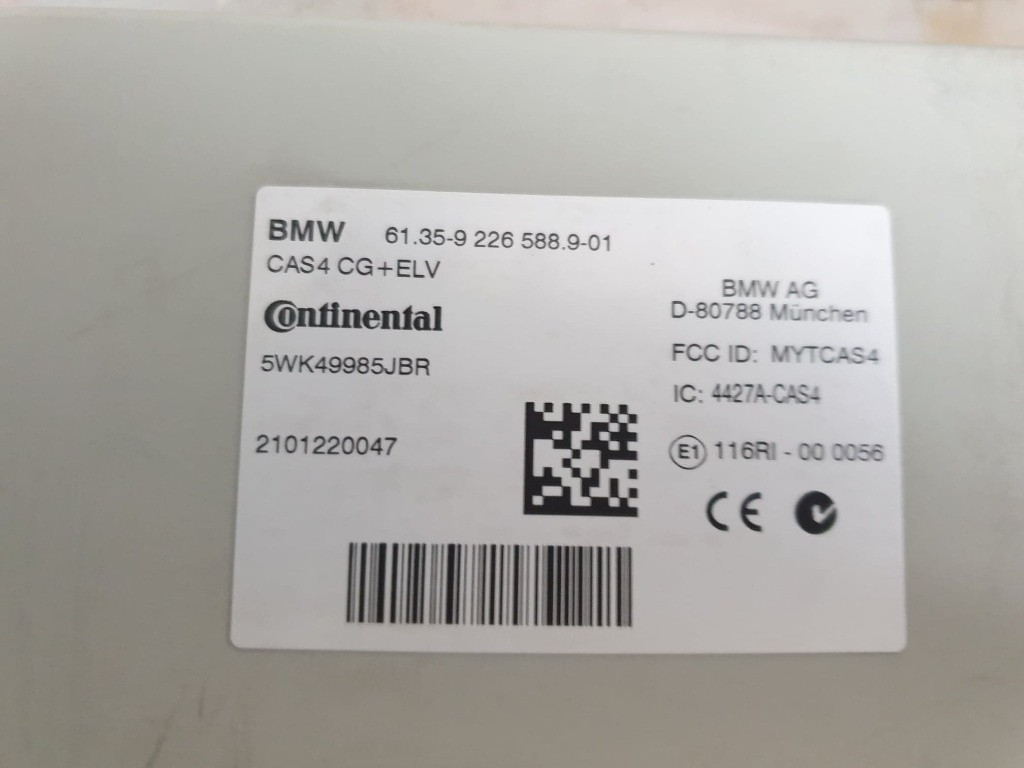 BMW 61.35-9 226 588.9-01
CAS4 CG+ELV
Continental
5WK49985JBR
2101220047
BMW AG
D-80788 München
FCC ID: MYTCAS4
IC: 4427A-CAS4
E1 116RI - 00 0056
CE